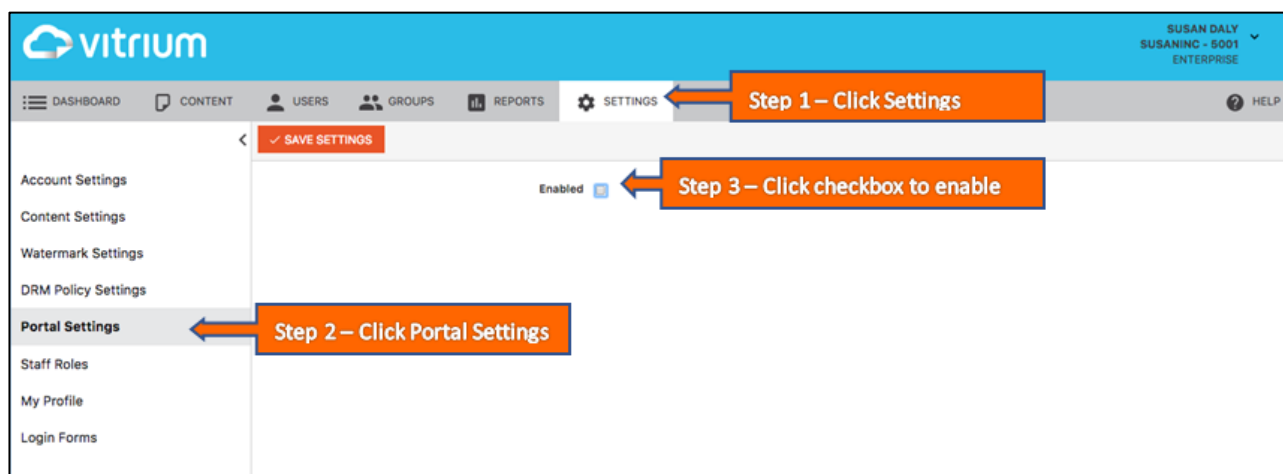 vitrium
SUSAN DALY
SUSANINC - 5001
ENTERPRISE
DASHBOARD CONTENT USERS GROUPS REPORTS SETTINGS Step 1 – Click Settings HELP
SAVE SETTINGS
Account Settings
Enabled Step 3 – Click checkbox to enable
Content Settings
Watermark Settings
DRM Policy Settings
Portal Settings Step 2 – Click Portal Settings
Staff Roles
My Profile
Login Forms